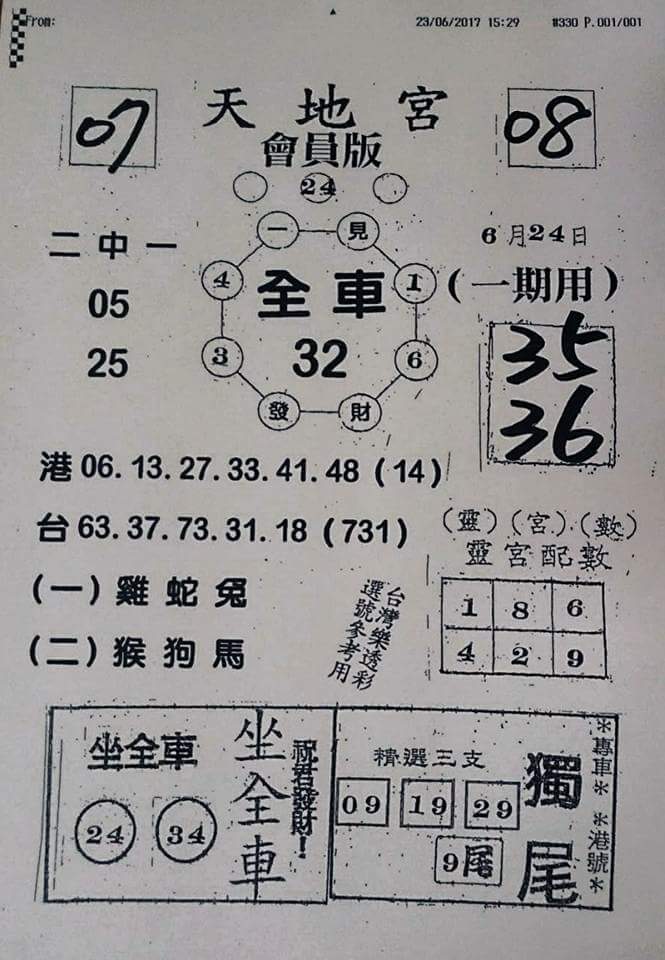 From:
23/06/2017 15:29 #330 P.001/001
07
天地宮
08
會員版
24
二中一
05
25
一 見
4 1
全車
32
3 6
發 財
6月24日
(一期用)
35
36
港 06. 13. 27. 33. 41. 48 (14)
台 63. 37. 73. 31. 18 (731)
(一) 雞 蛇 兔
(二) 猴 狗 馬
台灣樂透彩
選號參考用
(靈)(宮)(數)
靈宮配數
1 8 6
4 2 9
坐全車
24 34
坐全車
祝君發財!
精選三支
09 19 29
9尾
獨尾
*專車* *港號*